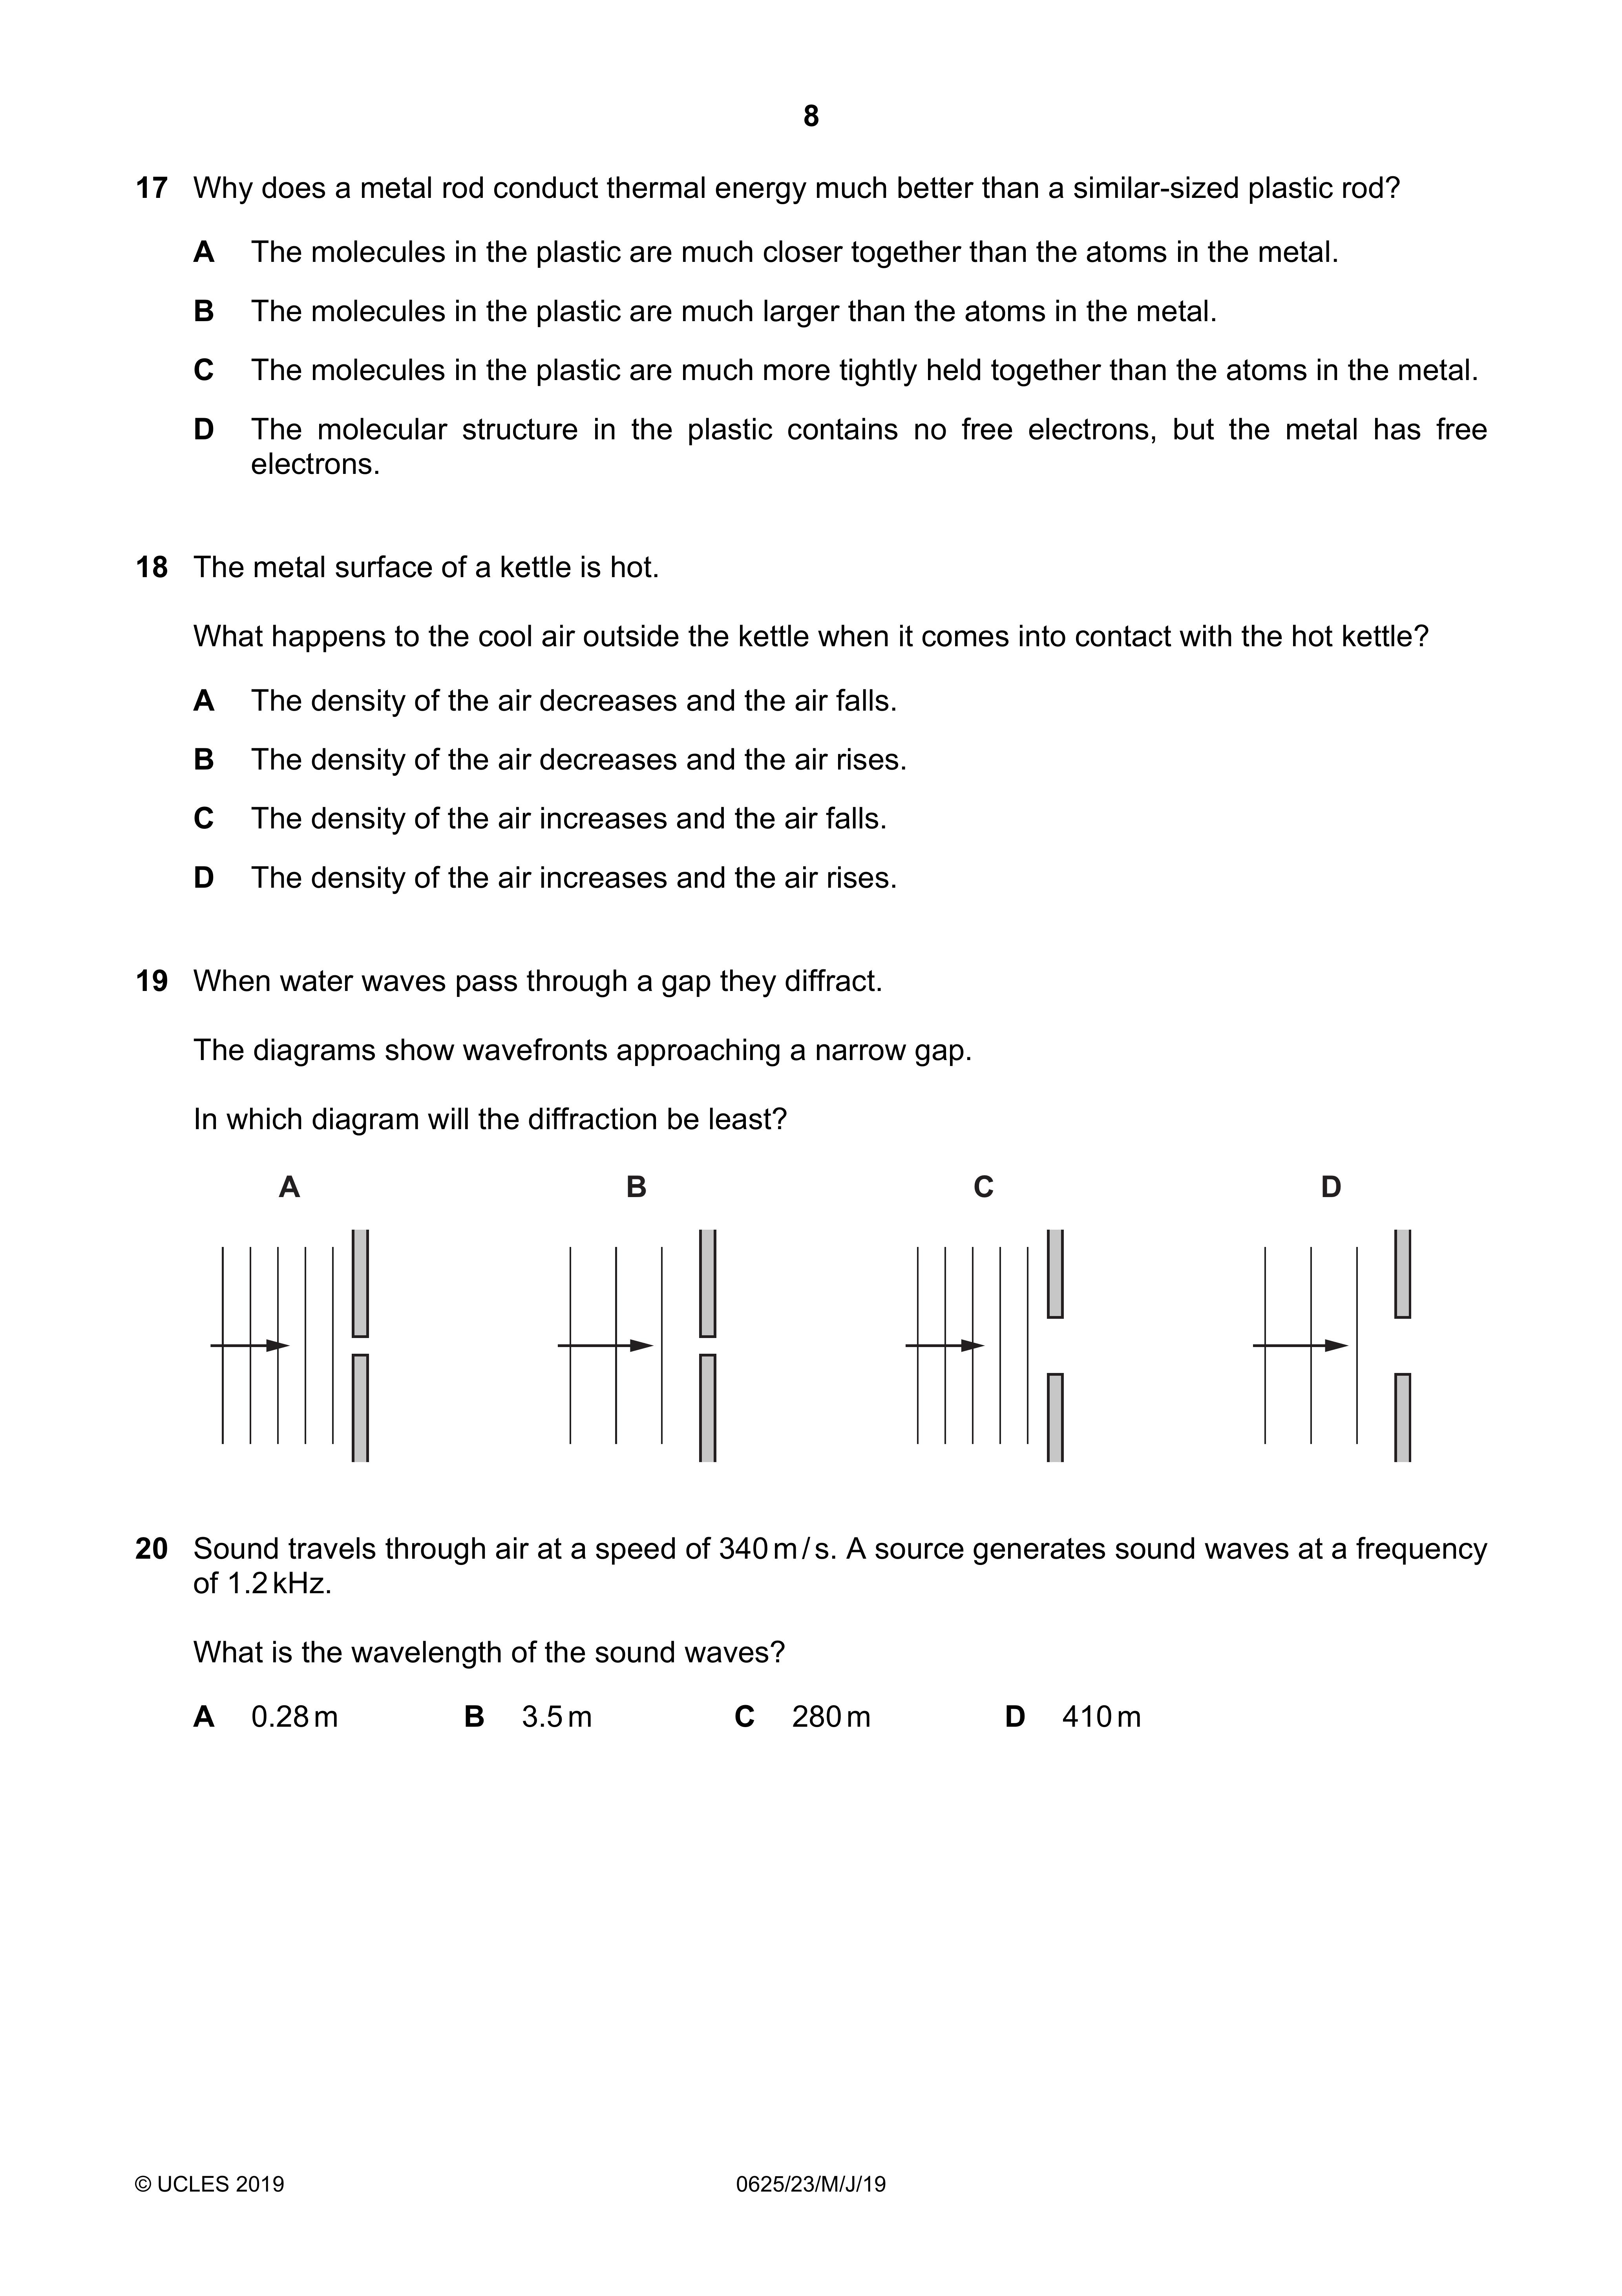 8
17 Why does a metal rod conduct thermal energy much better than a similar-sized plastic rod?
A The molecules in the plastic are much closer together than the atoms in the metal.
B The molecules in the plastic are much larger than the atoms in the metal.
C The molecules in the plastic are much more tightly held together than the atoms in the metal.
D The molecular structure in the plastic contains no free electrons, but the metal has free
electrons.
18 The metal surface of a kettle is hot.
What happens to the cool air outside the kettle when it comes into contact with the hot kettle?
A The density of the air decreases and the air falls.
B The density of the air decreases and the air rises.
C The density of the air increases and the air falls.
D The density of the air increases and the air rises.
19 When water waves pass through a gap they diffract.
The diagrams show wavefronts approaching a narrow gap.
In which diagram will the diffraction be least?
A B C D
20 Sound travels through air at a speed of 340 m / s. A source generates sound waves at a frequency
of 1.2 kHz.
What is the wavelength of the sound waves?
A 0.28 m B 3.5 m C 280 m D 410 m
© UCLES 2019 0625/23/M/J/19